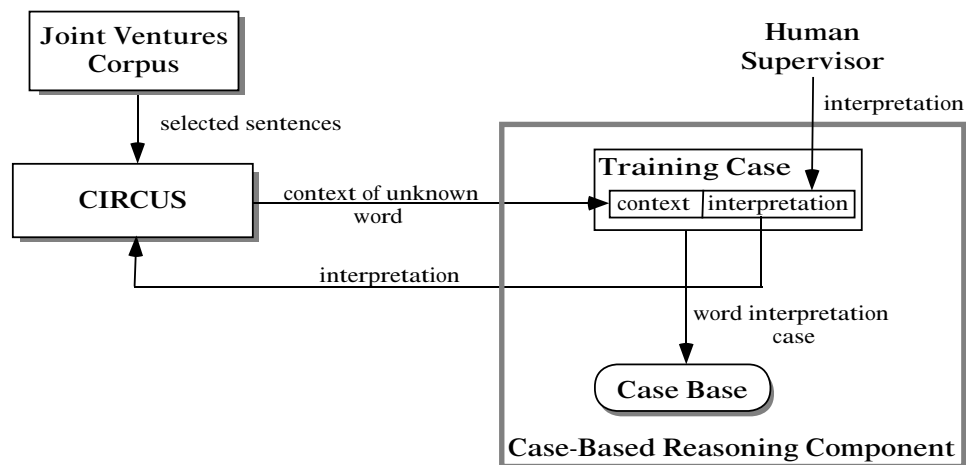 Joint Ventures
Corpus
Human
Supervisor
selected sentences
interpretation
CIRCUS
context of unknown
word
Training Case
context
interpretation
interpretation
word interpretation
case
Case Base
Case-Based Reasoning Component